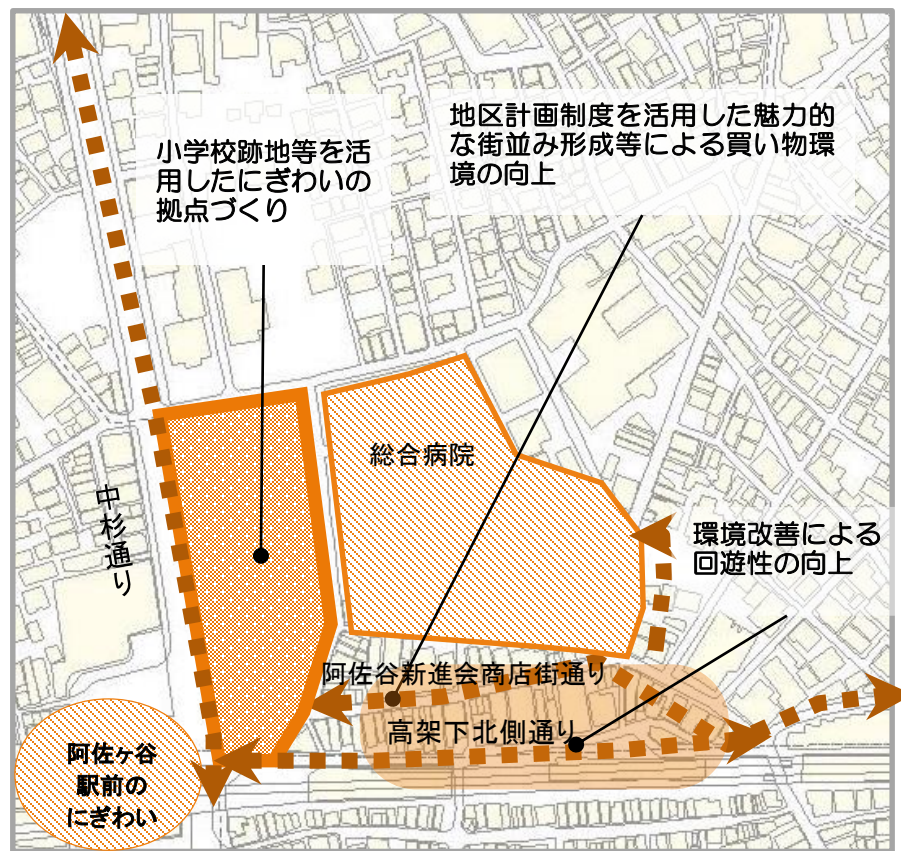 小学校跡地等を活
用したにぎわいの
拠点づくり
地区計画制度を活用した魅力的
な街並み形成等による買い物環
境の向上
総合病院
中杉通り
環境改善による
回遊性の向上
阿佐谷新進会商店街通り
高架下北側通り
阿佐ヶ谷
駅前の
にぎわい